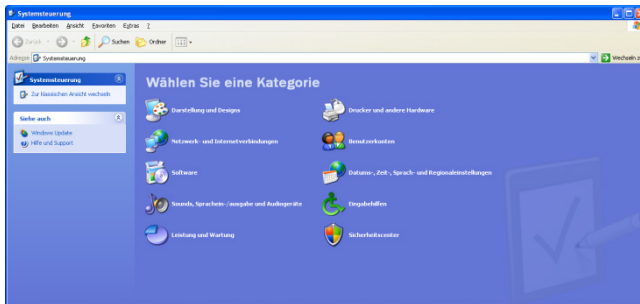 Systemsteuerung
Datei Bearbeiten Ansicht Favoriten Extras ?
Zurück Suchen Ordner
Adresse Systemsteuerung Wechseln z
Systemsteuerung
Zur klassischen Ansicht wechseln
Siehe auch
Windows Update
Hilfe und Support
Wählen Sie eine Kategorie
Darstellung und Designs
Drucker und andere Hardware
Netzwerk- und Internetverbindungen
Benutzerkonten
Software
Datums-, Zeit-, Sprach- und Regionaleinstellungen
Sounds, Sprachein-/ausgabe und Audiogeräte
Eingabehilfen
Leistung und Wartung
Sicherheitscenter